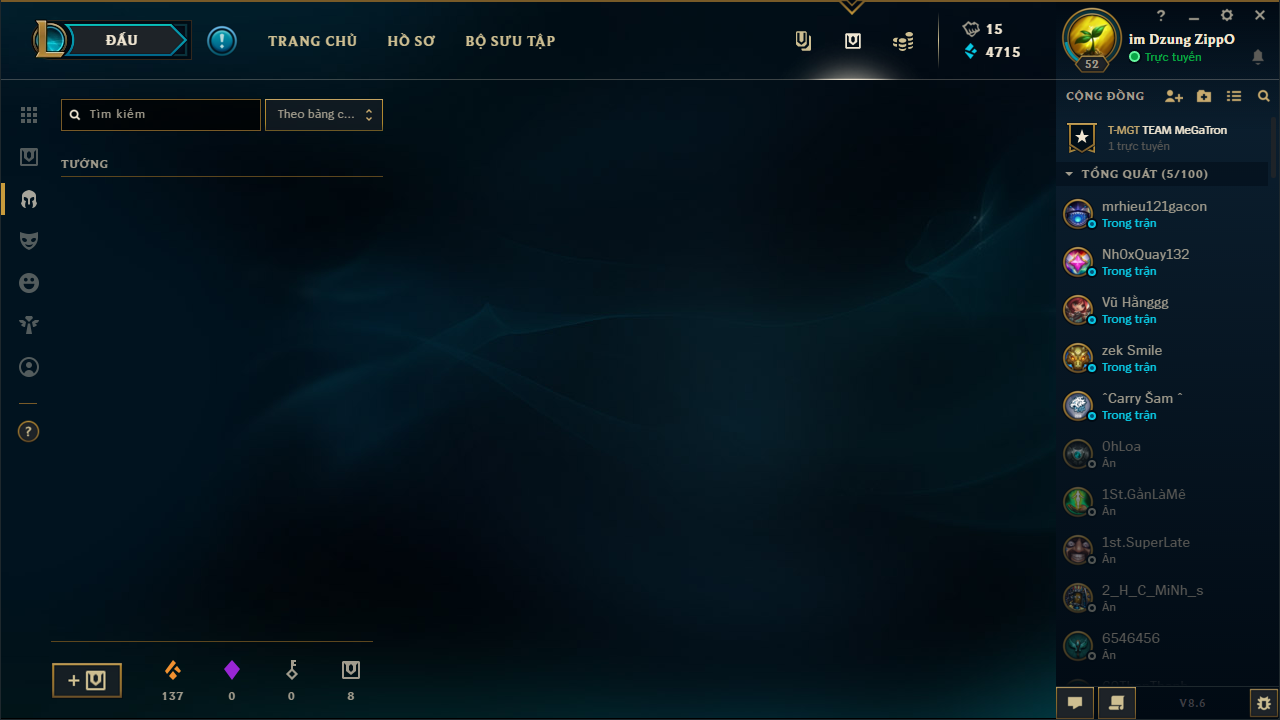 ĐẤU
!
TRANG CHỦ
HỒ SƠ
BỘ SƯU TẬP
15
4715
?
52
im Dzung ZippO
Trực tuyến
Tìm kiếm
Theo bảng c...
TƯỚNG
?
137
0
0
8
CỘNG ĐỒNG
T-MGT TEAM MeGaTron
1 trực tuyến
TỔNG QUÁT (5/100)
mrhieu121gacon
Trong trận
Nh0xQuay132
Trong trận
Vũ Hằnggg
Trong trận
zek Smile
Trong trận
ˆCarry Šam ˆ
Trong trận
0hLoa
Ẩn
1St.GằnLàMê
Ẩn
1st.SuperLate
Ẩn
2_H_C_MiNh_s
Ẩn
6546456
Ẩn
V8.6